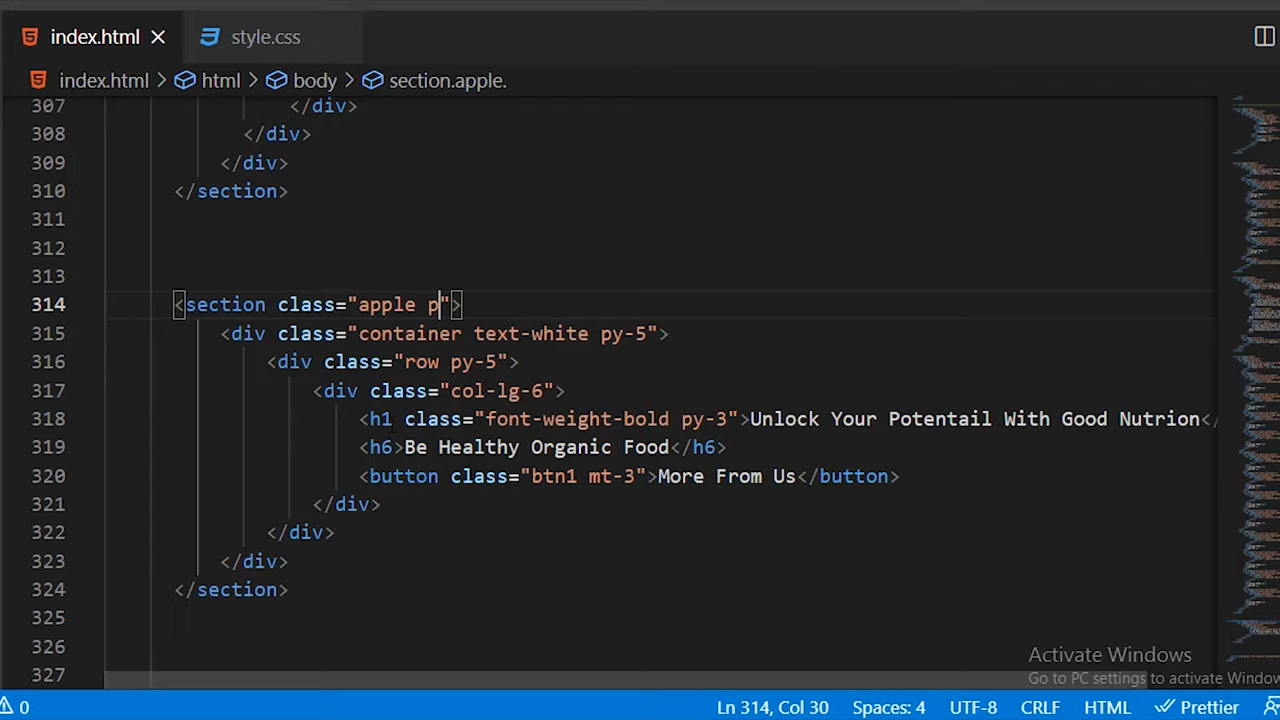 index.html style.css
index.html html body section.apple.
307 </div>
308 </div>
309 </div>
310 </section>
311
312
313
314 <section class="apple p">
315 <div class="container text-white py-5">
316 <div class="row py-5">
317 <div class="col-lg-6">
318 <h1 class="font-weight-bold py-3">Unlock Your Potentail With Good Nutrion</
319 <h6>Be Healthy Organic Food</h6>
320 <button class="btn1 mt-3">More From Us</button>
321 </div>
322 </div>
323 </div>
324 </section>
325
326
327
Activate Windows
Go to PC settings to activate Window
0 Ln 314, Col 30 Spaces: 4 UTF-8 CRLF HTML Prettier